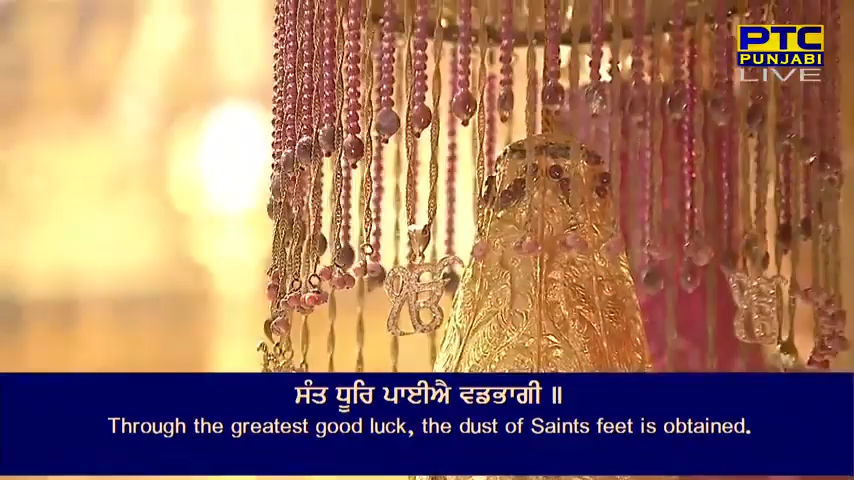 PTC
PUNJABI
LIVE
ੴ
ਸੰਤ ਧੂਰਿ ਪਾਈਐ ਵਡਭਾਗੀ ॥
Through the greatest good luck, the dust of Saints feet is obtained.